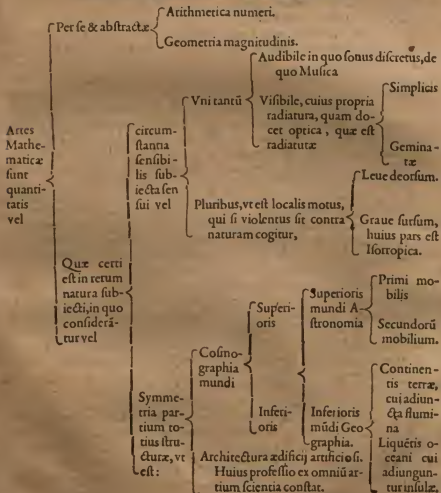 Artes
Mathe-
maticæ
sunt
quanti-
tatis
vel
Per se & abstractæ
Arithmetica numeri.
Geometria magnitudinis.
Quæ certi
est in rerum
natura sub-
iecti, in quo
considerā-
tur vel
circum-
stantia
sensibi-
lis sub-
iecta sen
sui vel
Vni tantū
Audibile in quo sonus discretus, de
quo Musica
Visibile, cuius propria
radiatura, quam do-
cet optica, quæ est
radiaturæ
Simplicis
Gemina-
tæ
Pluribus, vt est localis motus,
qui si violentus sit contra
naturam cogitur,
Leue deorsum.
Graue sursum,
huius pars est
Isotropica.
Symme-
tria par-
tium to-
tius stru-
cturæ, vt
est:
Cosmo-
graphia
mundi
Superi-
oris
Superioris
mundi A-
stronomia
Primi mo-
bilis
Secundorū
mobilium.
Inferi-
oris
Inferioris
mūdi Geo-
graphia.
Continen-
tis terræ,
cui adiun-
cta flumi-
na
Liquētis o-
ceani cui
adiungun-
tur insulæ.
Architectura ædificij artificiosi.
Huius professio ex omniū ar-
tium scientia constat.